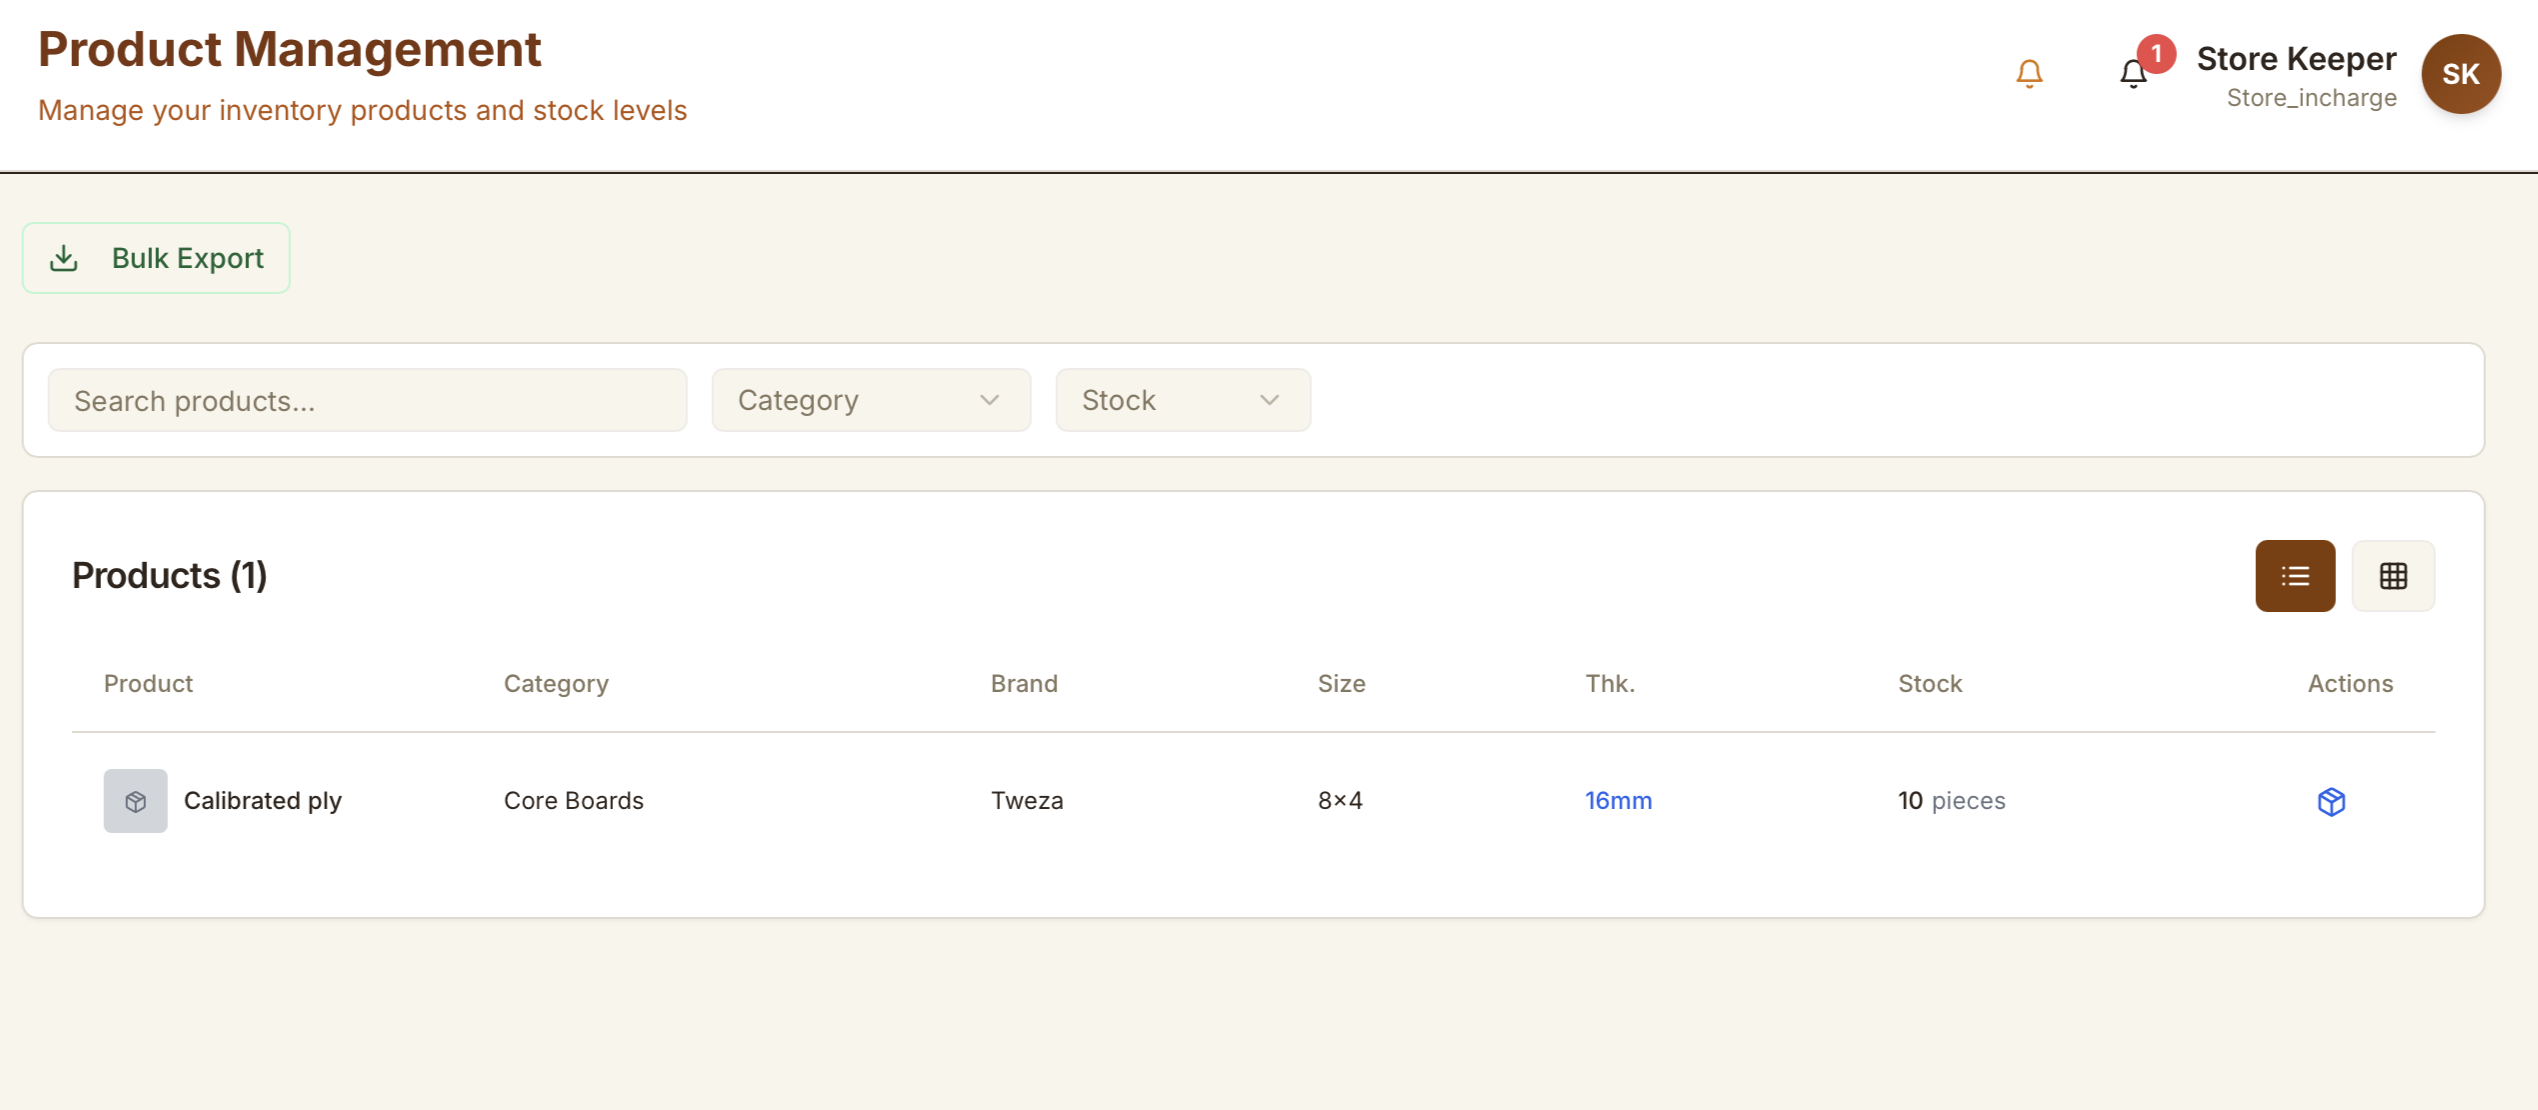 Product Management
Manage your inventory products and stock levels
1
Store Keeper
Store_incharge
SK
Bulk Export
Search products...
Category
Stock
Products (1)
Product Category Brand Size Thk. Stock Actions
Calibrated ply Core Boards Tweza 8×4 16mm 10 pieces